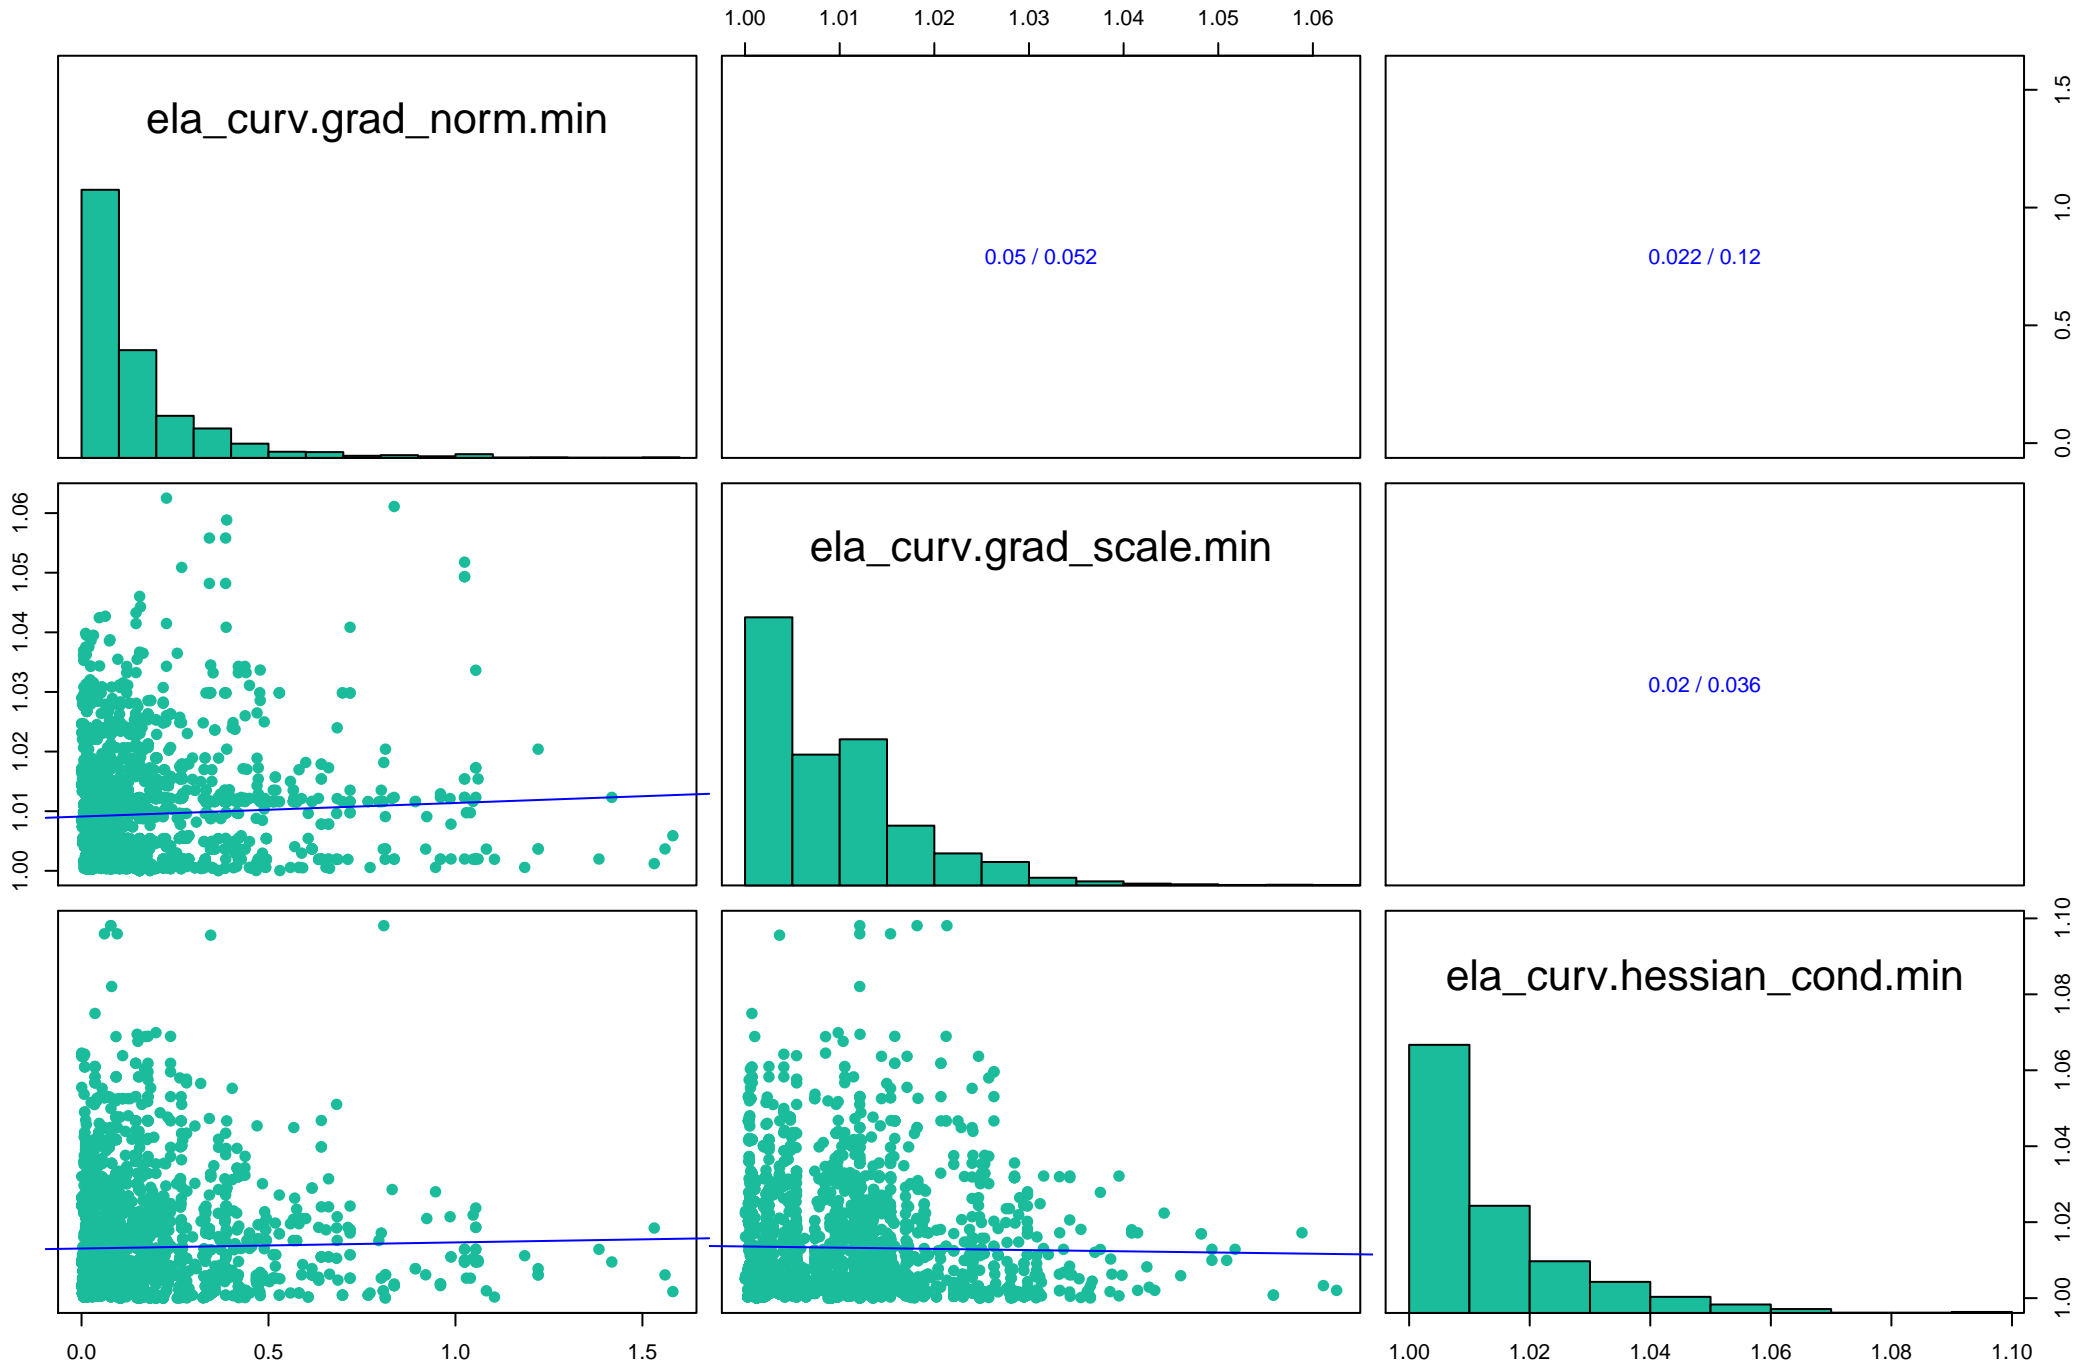 1.00 1.01 1.02 1.03 1.04 1.05 1.06
ela_curv.grad_norm.min
0.05 / 0.052
0.022 / 0.12
1.5
1.0
0.5
0.0
1.06
1.05
1.04
1.03
1.02
1.01
1.00
ela_curv.grad_scale.min
0.02 / 0.036
ela_curv.hessian_cond.min
1.10
1.08
1.06
1.04
1.02
1.00
0.0 0.5 1.0 1.5
1.00 1.02 1.04 1.06 1.08 1.10